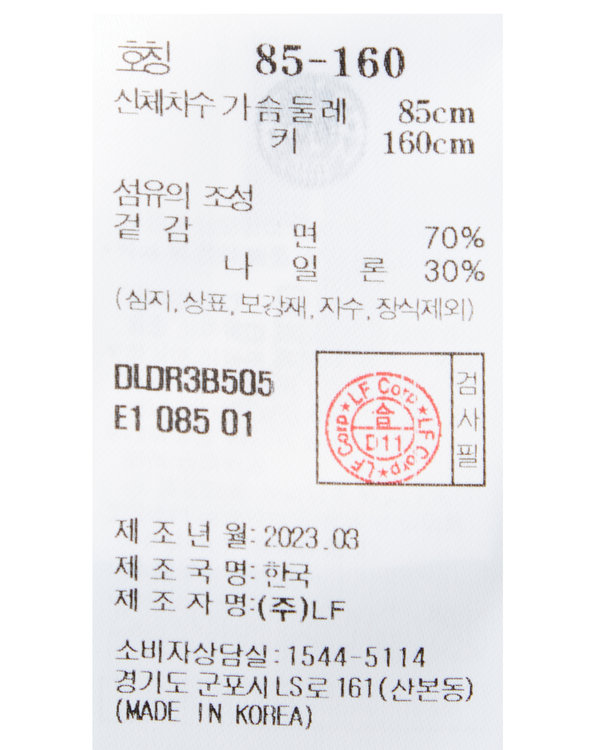 호칭 85-160
신체치수 가슴둘레 85cm
키 160cm
섬유의 조성
겉감 면 70%
나일론 30%
(심지, 상표, 보강재, 자수, 장식제외)
DLDR3B505
E1 085 01
LF Corp ★ LF Corp ★ LF Corp ★
合
D11
검사필
제조년월: 2023.03
제조국명: 한국
제조자명:(주)LF
소비자상담실:1544-5114
경기도 군포시 LS로 161(산본동)
(MADE IN KOREA)